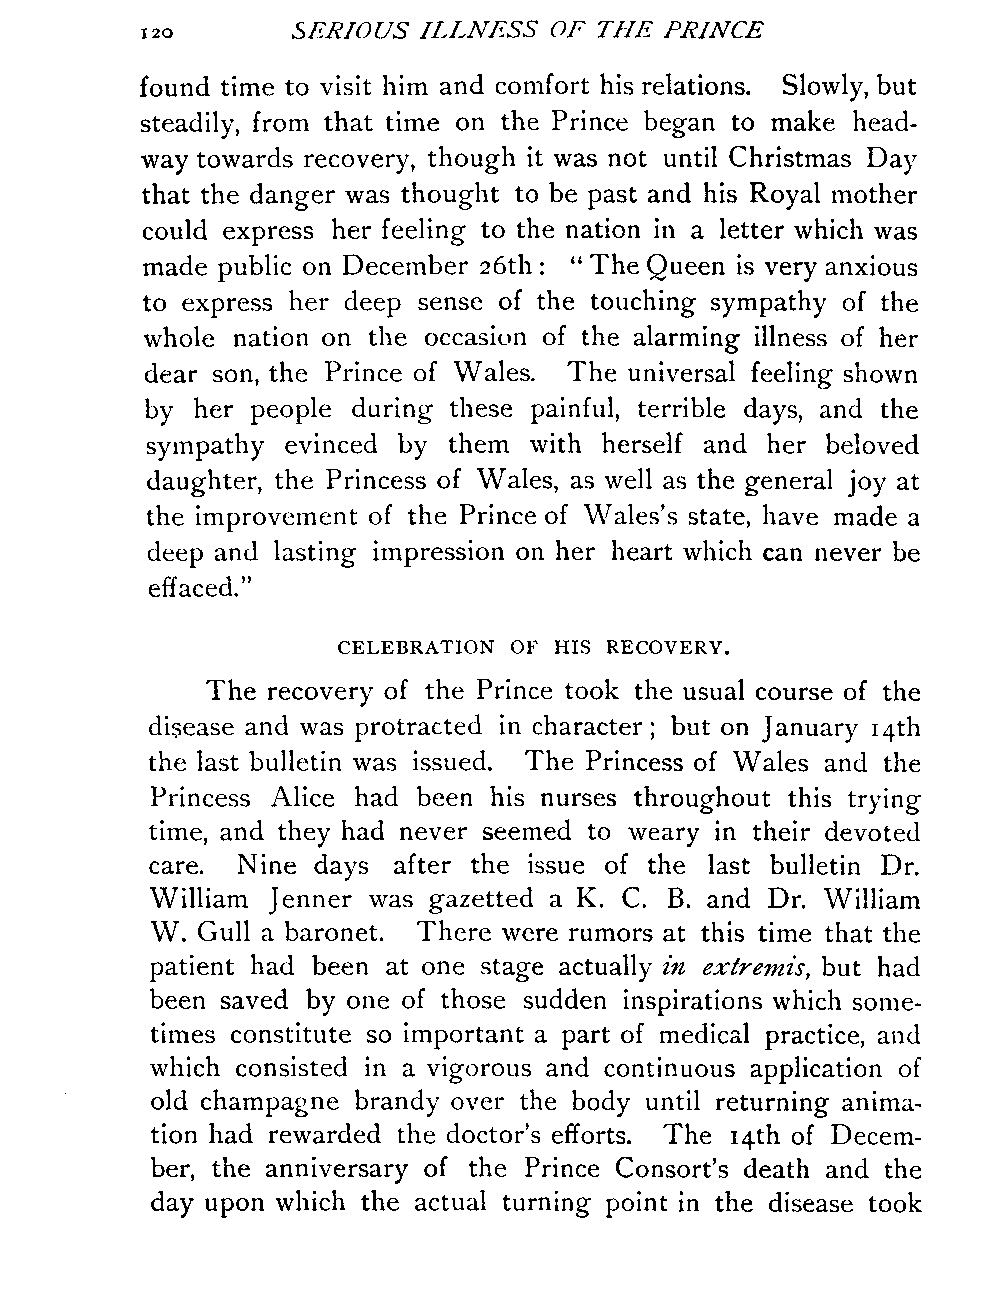 120 SERIOUS ILLNESS OF THE PRINCE
found time to visit him and comfort his relations. Slowly, but
steadily, from that time on the Prince began to make head-
way towards recovery, though it was not until Christmas Day
that the danger was thought to be past and his Royal mother
could express her feeling to the nation in a letter which was
made public on December 26th: "The Queen is very anxious
to express her deep sense of the touching sympathy of the
whole nation on the occasion of the alarming illness of her
dear son, the Prince of Wales. The universal feeling shown
by her people during these painful, terrible days, and the
sympathy evinced by them with herself and her beloved
daughter, the Princess of Wales, as well as the general joy at
the improvement of the Prince of Wales's state, have made a
deep and lasting impression on her heart which can never be
effaced."
CELEBRATION OF HIS RECOVERY.
The recovery of the Prince took the usual course of the
disease and was protracted in character; but on January 14th
the last bulletin was issued. The Princess of Wales and the
Princess Alice had been his nurses throughout this trying
time, and they had never seemed to weary in their devoted
care. Nine days after the issue of the last bulletin Dr.
William Jenner was gazetted a K. C. B. and Dr. William
W. Gull a baronet. There were rumors at this time that the
patient had been at one stage actually in extremis, but had
been saved by one of those sudden inspirations which some-
times constitute so important a part of medical practice, and
which consisted in a vigorous and continuous application of
old champagne brandy over the body until returning anima-
tion had rewarded the doctor's efforts. The 14th of Decem-
ber, the anniversary of the Prince Consort's death and the
day upon which the actual turning point in the disease took